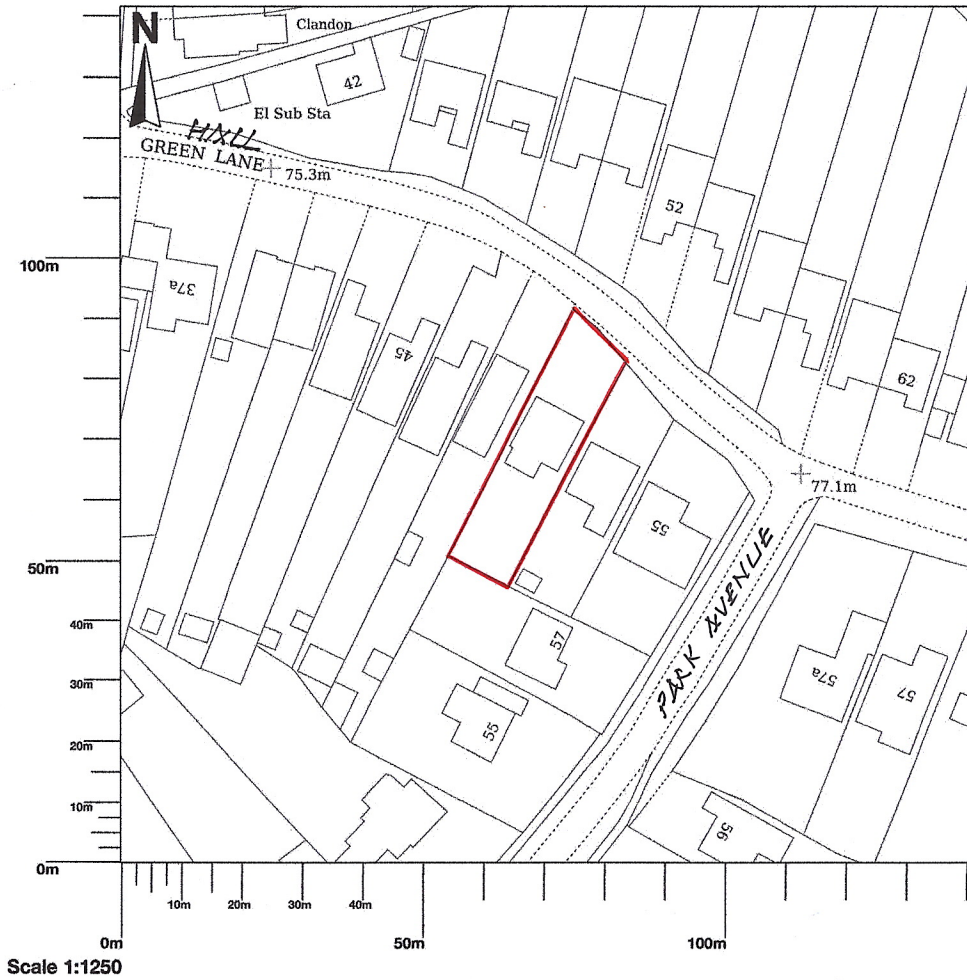 N
Clandon
42
El Sub Sta
HILL
GREEN LANE
75.3m
52
100m
37a
45
62
77.1m
55
50m
PARK AVENUE
40m
57
57a
57
30m
55
20m
10m
56
0m
10m 20m 30m 40m
0m 50m 100m
Scale 1:1250